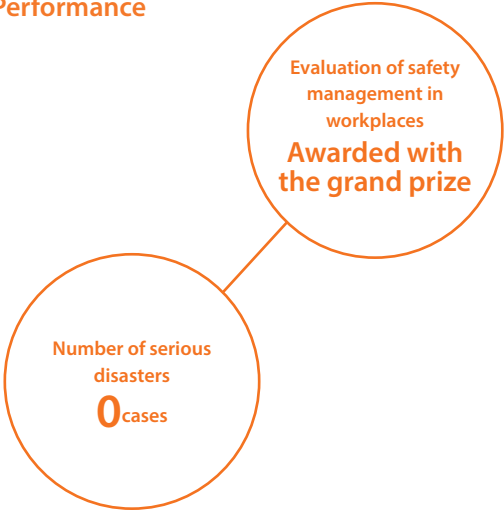 Performance
Evaluation of safety
management in
workplaces
Awarded with
the grand prize
Number of serious
disasters
0cases